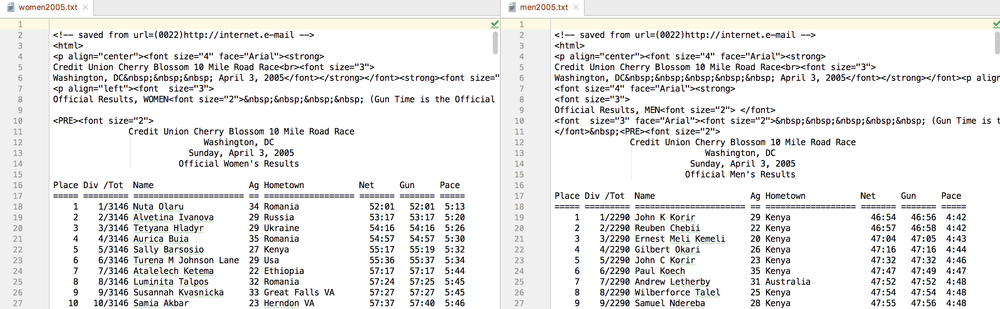 women2005.txt
1
2 <!-- saved from url=(0022)http://internet.e-mail -->
3 <html>
4 <p align="center"><font size="4" face="Arial"><strong>
5 Credit Union Cherry Blossom 10 Mile Road Race<br><font size="3">
6 Washington, DC&nbsp;&nbsp;&nbsp; April 3, 2005</font></strong></font><strong><font size="
7 <p align="left"><font  size="3">
8 Official Results, WOMEN<font size="2">&nbsp;&nbsp;&nbsp;&nbsp; (Gun Time is the Official
9
10 <PRE><font size="2">
11                Credit Union Cherry Blossom 10 Mile Road Race
12                               Washington, DC
13                            Sunday, April 3, 2005
14                          Official Women's Results
15
16 Place Div /Tot  Name                   Ag Hometown           Net     Gun     Pace
17 ===== ========= ====================== == ================== ======= ======= =====
18     1    1/3146 Nuta Olaru             34 Romania              52:01   52:01  5:13
19     2    2/3146 Alvetina Ivanova       29 Russia               53:17   53:17  5:20
20     3    3/3146 Tetyana Hladyr         29 Ukraine              54:16   54:16  5:26
21     4    4/3146 Aurica Buia            35 Romania              54:57   54:57  5:30
22     5    5/3146 Sally Barsosio         27 Kenya                55:17   55:19  5:32
23     6    6/3146 Turena M Johnson Lane  29 Usa                  55:36   55:37  5:34
24     7    7/3146 Atalelech Ketema       22 Ethiopia             57:17   57:17  5:44
25     8    8/3146 Luminita Talpos        32 Romania              57:24   57:25  5:45
26     9    9/3146 Susannah Kvasnicka     33 Great Falls VA       57:27   57:27  5:45
27    10   10/3146 Samia Akbar            23 Herndon VA           57:37   57:40  5:46
men2005.txt
1
2 <!-- saved from url=(0022)http://internet.e-mail -->
3 <html>
4 <p align="center"><font size="4" face="Arial"><strong>
5 Credit Union Cherry Blossom 10 Mile Road Race<br><font size="3">
6 Washington, DC&nbsp;&nbsp;&nbsp;&nbsp;&nbsp; April 3, 2005</font></strong></font><p align
7 <font size="4" face="Arial"><strong>
8 <font size="3">
9 Official Results, MEN<font size="2"> </font>
10 <font  size="3" face="Arial"><font size="2">&nbsp;&nbsp;&nbsp;&nbsp;&nbsp; (Gun Time is t
11 </font>&nbsp;<PRE><font size="2">
12                Credit Union Cherry Blossom 10 Mile Road Race
13                               Washington, DC
14                            Sunday, April 3, 2005
15                           Official Men's Results
16
17 Place Div /Tot  Name                   Ag Hometown           Net     Gun     Pace
18 ===== ========= ====================== == ================== ======= ======= =====
19     1    1/2290 John K Korir           29 Kenya                46:54   46:56  4:42
20     2    2/2290 Reuben Chebii          22 Kenya                46:57   46:58  4:42
21     3    3/2290 Ernest Meli Kemeli     20 Kenya                47:04   47:05  4:43
22     4    4/2290 Gilbert Okari          26 Kenya                47:16   47:16  4:44
23     5    5/2290 John C Korir           23 Kenya                47:32   47:32  4:46
24     6    6/2290 Paul Koech             35 Kenya                47:47   47:49  4:47
25     7    7/2290 Andrew Letherby        31 Australia            47:52   47:52  4:48
26     8    8/2290 Wilberforce Talel      25 Kenya                47:54   47:54  4:48
27     9    9/2290 Samuel Ndereba         28 Kenya                47:55   47:56  4:48